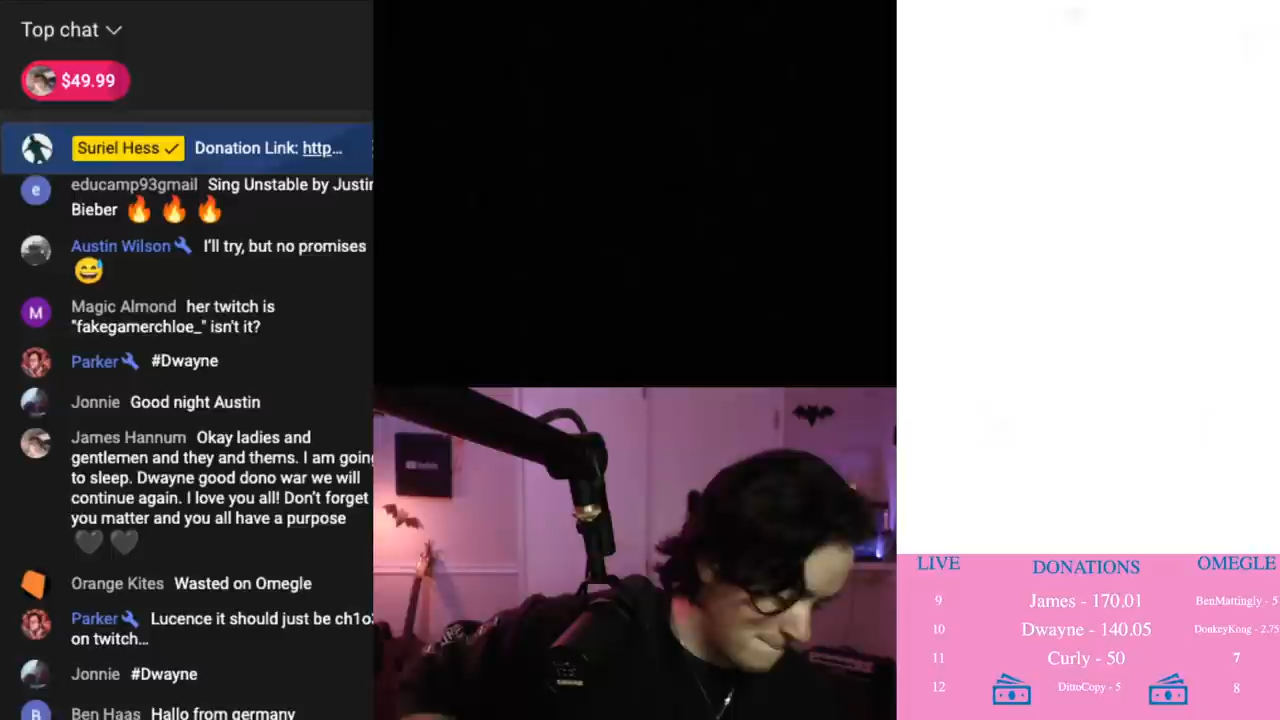 Top chat
$49.99
Suriel Hess Donation Link: http...
educamp93gmail Sing Unstable by Justin
Bieber
Austin Wilson I'll try, but no promises
M Magic Almond her twitch is
"fakegamerchloe_" isn't it?
Parker #Dwayne
Jonnie Good night Austin
James Hannum Okay ladies and
gentlemen and they and thems. I am going
to sleep. Dwayne good dono war we will
continue again. I love you all! Don't forget
you matter and you all have a purpose
Orange Kites Wasted on Omegle
Parker Lucence it should just be ch1o3
on twitch...
Jonnie #Dwayne
B Ben Haas Hallo from germany
LIVE
9
10
11
12
DONATIONS
James - 170.01
Dwayne - 140.05
Curly - 50
DittoCopy - 5
OMEGLE
BenMattingly - 5
DonkeyKong - 2.75
7
8